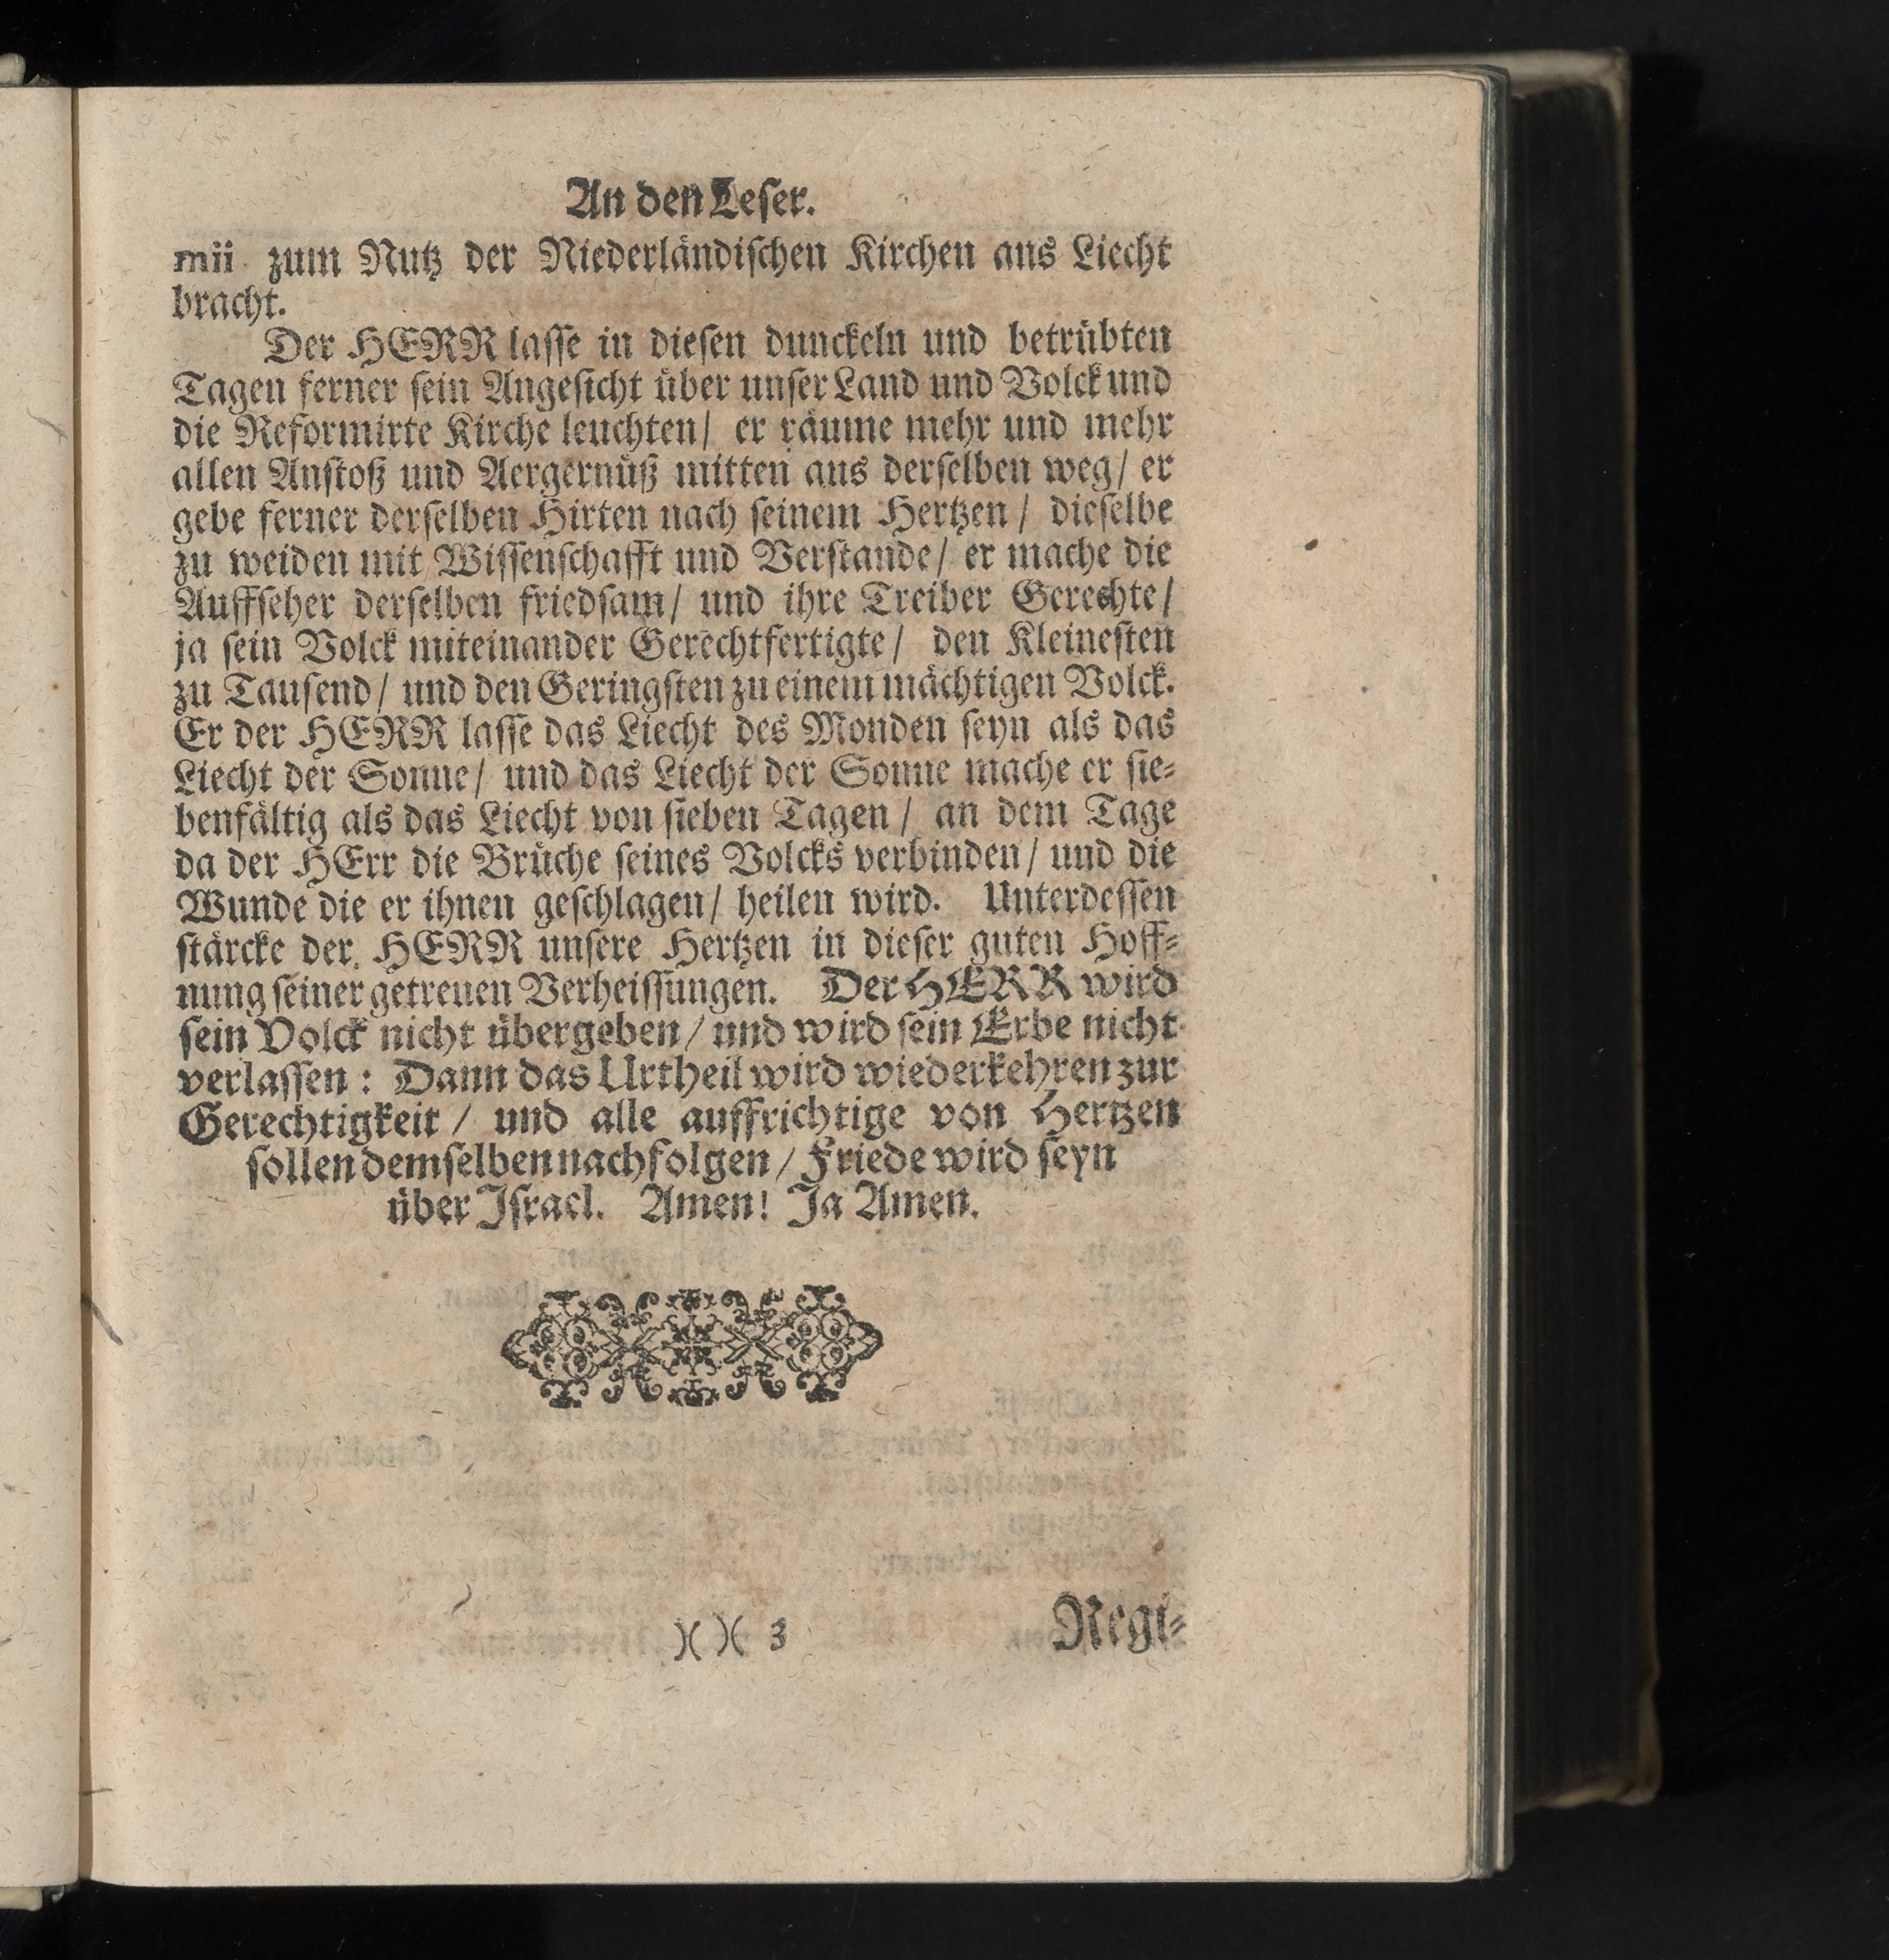 An den Leser.
mii zum Nutz der Niederländischen Kirchen ans Liecht
bracht.
Der HERR lasse in diesen dunckeln und betrübten
Tagen ferner sein Angesicht über unser Land und Volck und
die Reformirte Kirche leuchten/ er räume mehr und mehr
allen Anstoß und Aergernüß mitten aus derselben weg/ er
gebe ferner derselben Hirten nach seinem Hertzen/ dieselbe
zu weiden mit Wissenschafft und Verstande/ er mache die
Auffseher derselben friedsam/ und ihre Treiber Gerechte/
ja sein Volck miteinander Gerechtfertigte/ den Kleinesten
zu Tausend/ und den Geringsten zu einem mächtigen Volck.
Er der HERR lasse das Liecht des Monden seyn als das
Liecht der Sonne/ und das Liecht der Sonne mache er sie-
benfältig als das Liecht von sieben Tagen/ an dem Tage
da der HErr die Brüche seines Volcks verbinden/ und die
Wunde die er ihnen geschlagen/ heilen wird. Unterdessen
stärcke der HERR unsere Hertzen in dieser guten Hoff-
nung seiner getreuen Verheissungen. Der HERR wird
sein Volck nicht übergeben/ und wird sein Erbe nicht
verlassen: Dann das Urtheil wird wiederkehren zur
Gerechtigkeit/ und alle auffrichtige von Hertzen
sollen demselben nachfolgen/ Friede wird seyn
über Israel. Amen! Ja Amen.
)( )( 3
Regi-